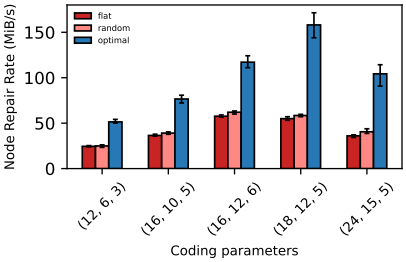 Node Repair Rate (MiB/s)
150
100
50
0
flat
random
optimal
(12, 6, 3)
(16, 10, 5)
(16, 12, 6)
(18, 12, 5)
(24, 15, 5)
Coding parameters